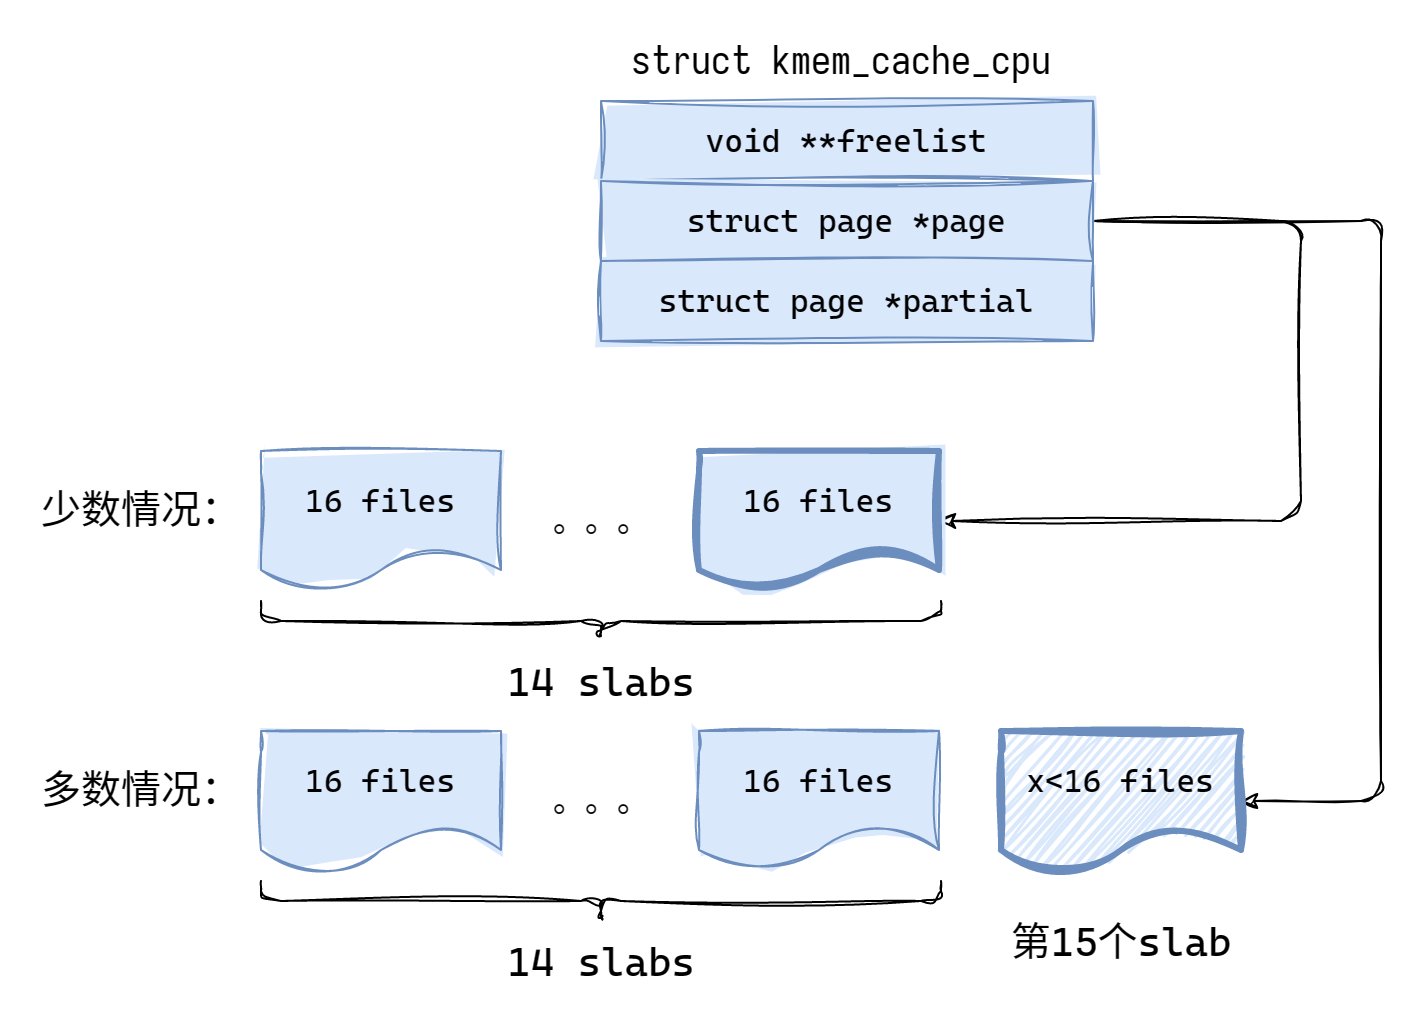 struct kmem_cache_cpu
void **freelist
struct page *page
struct page *partial
少数情况：
16 files
。。。
16 files
14 slabs
多数情况：
16 files
。。。
16 files
x<16 files
14 slabs
第15个slab